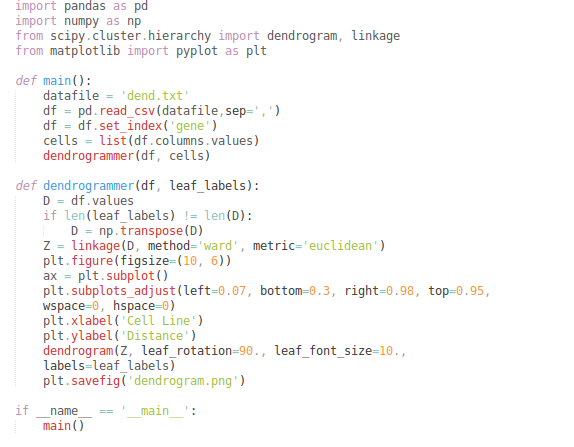 import pandas as pd
import numpy as np
from scipy.cluster.hierarchy import dendrogram, linkage
from matplotlib import pyplot as plt
def main():
datafile = 'dend.txt'
df = pd.read_csv(datafile,sep=',')
df = df.set_index('gene')
cells = list(df.columns.values)
dendrogrammer(df, cells)
def dendrogrammer(df, leaf_labels):
D = df.values
if len(leaf_labels) != len(D):
D = np.transpose(D)
Z = linkage(D, method='ward', metric='euclidean')
plt.figure(figsize=(10, 6))
ax = plt.subplot()
plt.subplots_adjust(left=0.07, bottom=0.3, right=0.98, top=0.95,
wspace=0, hspace=0)
plt.xlabel('Cell Line')
plt.ylabel('Distance')
dendrogram(Z, leaf_rotation=90., leaf_font_size=10.,
labels=leaf_labels)
plt.savefig('dendrogram.png')
if __name__ == '__main__':
main()